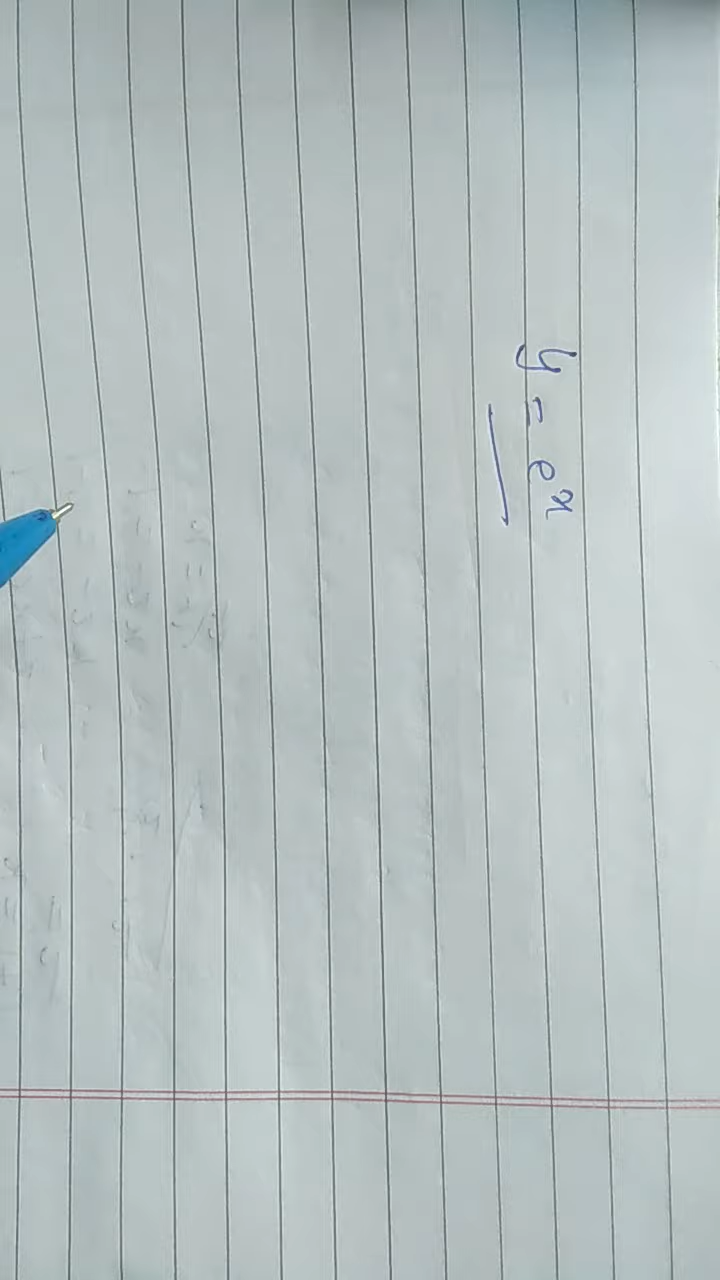 y = eˣ